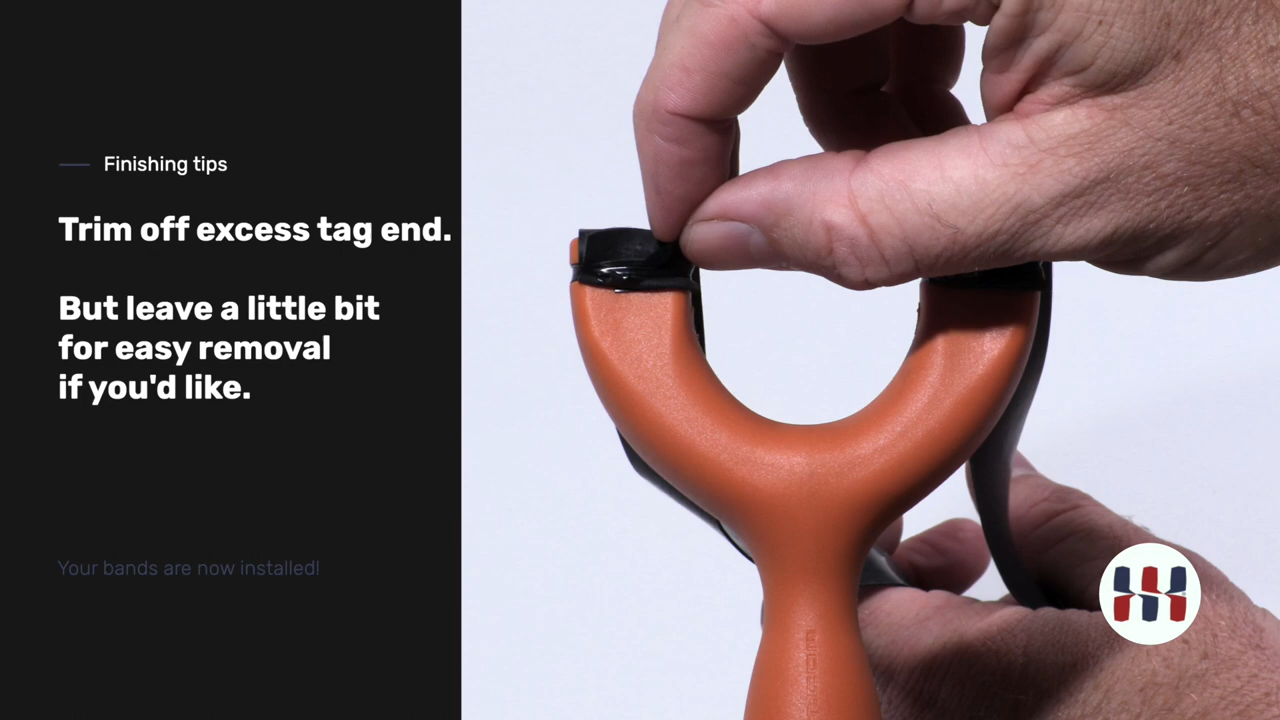 Finishing tips
Trim off excess tag end.
But leave a little bit
for easy removal
if you'd like.
Your bands are now installed!